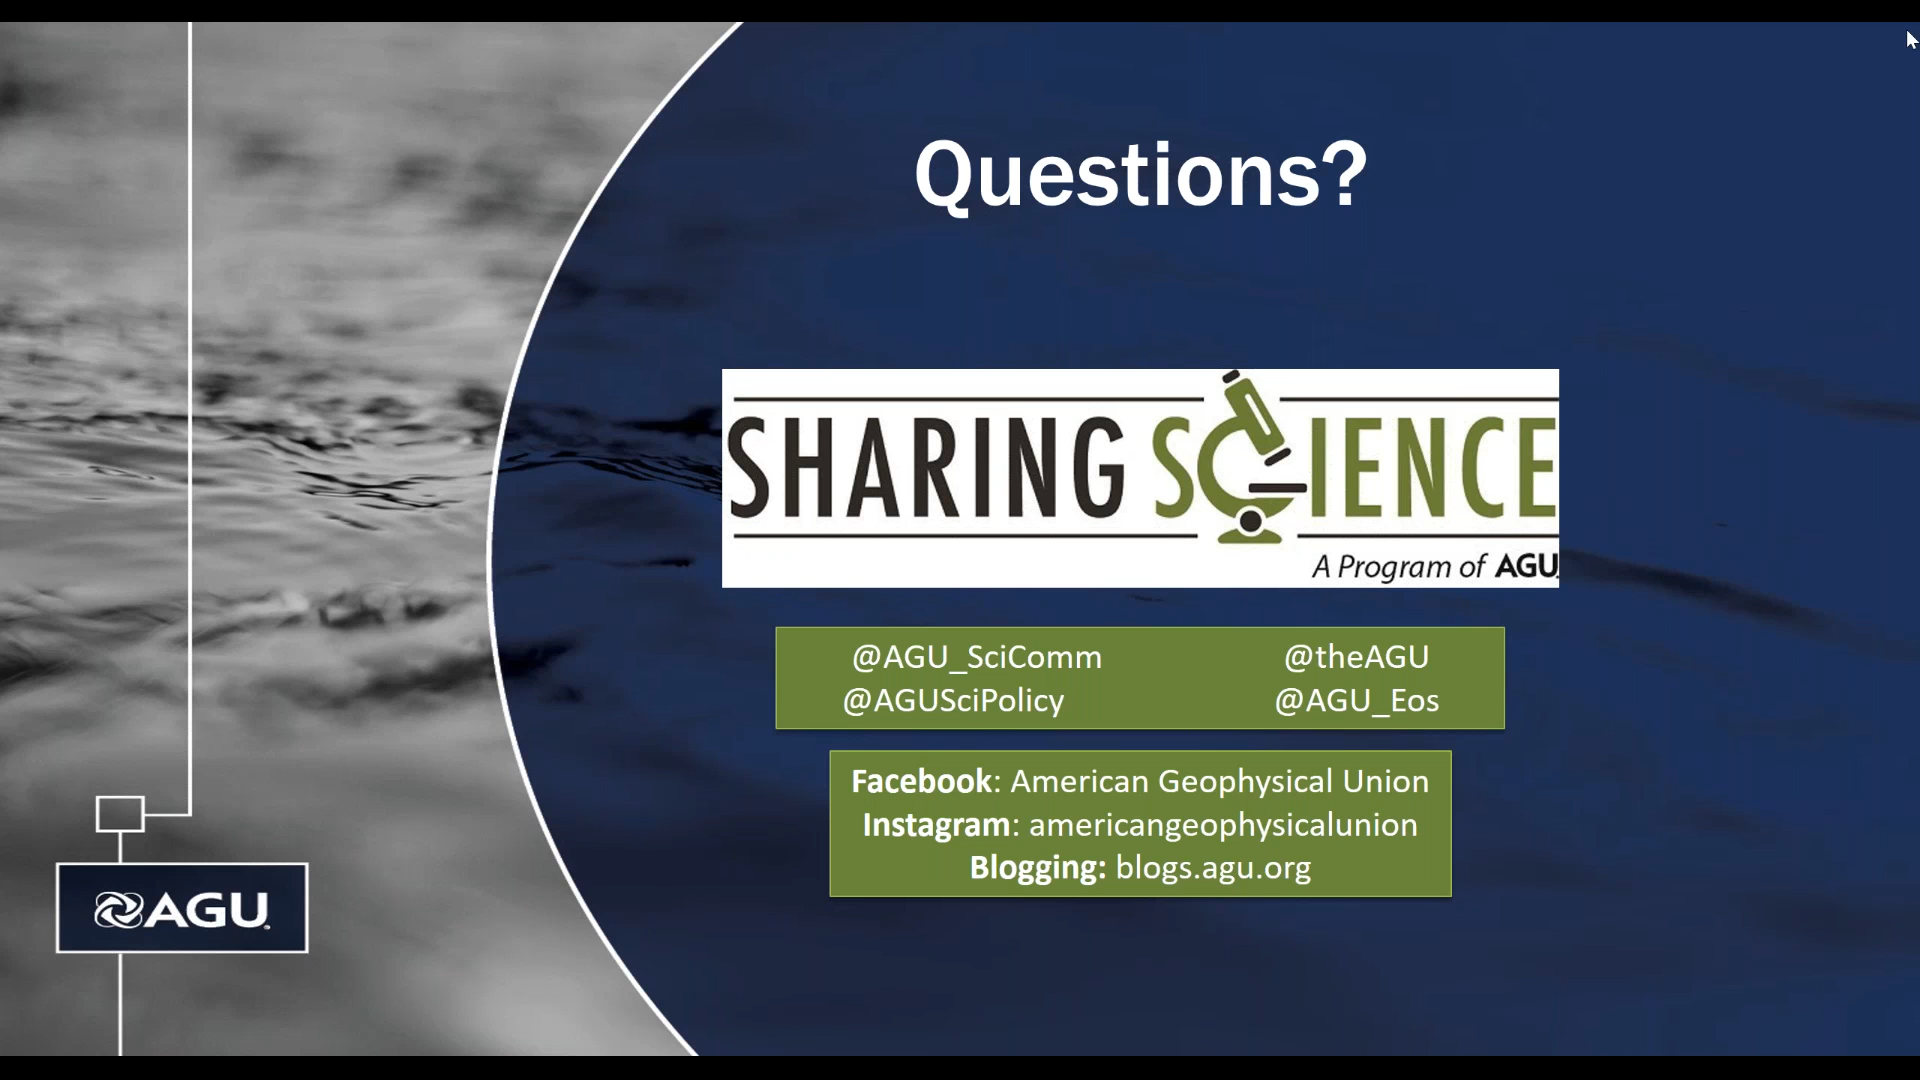 Questions?
SHARING SCIENCE
A Program of AGU
@AGU_SciComm @theAGU
@AGUSciPolicy @AGU_Eos
Facebook: American Geophysical Union
Instagram: americangeophysicalunion
Blogging: blogs.agu.org
AGU